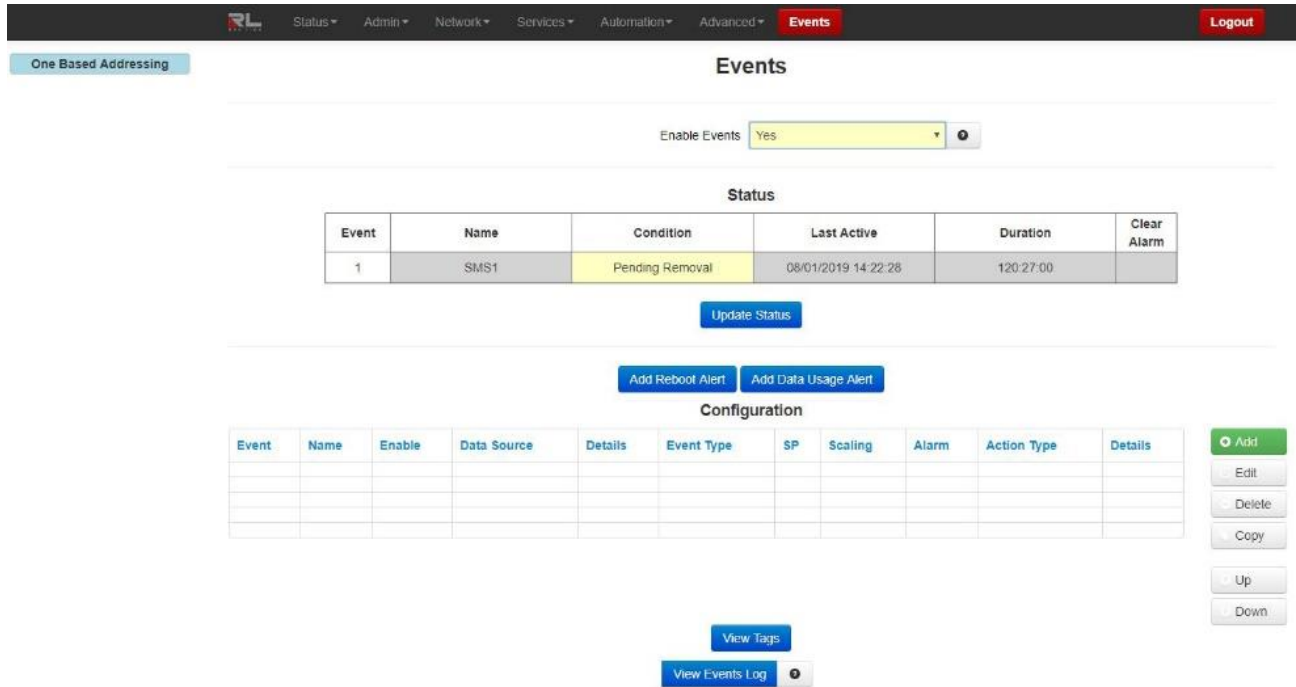 RL Status Admin Network Services Automation Advanced Events Logout
One Based Addressing
Events
Enable Events Yes
Status
Event Name Condition Last Active Duration Clear Alarm
1 SMS1 Pending Removal 08/01/2019 14:22:28 120:27:00
Update Status
Add Reboot Alert Add Data Usage Alert
Configuration
Event Name Enable Data Source Details Event Type SP Scaling Alarm Action Type Details
Add
Edit
Delete
Copy
Up
Down
View Tags
View Events Log